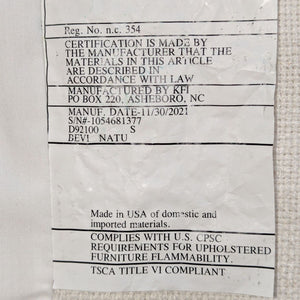 Reg. No. n.c. 354
CERTIFICATION IS MADE BY
THE MANUFACTURER THAT THE
MATERIALS IN THIS ARTICLE
ARE DESCRIBED IN
ACCORDANCE WITH LAW
MANUFACTURED BY KFI
PO BOX 220, ASHEBORO, NC
MANUF. DATE-11/30/2021
S/N#-1054681377
D92100 S
BEVI NATU
Made in USA of domestic and
imported materials.
COMPLIES WITH U.S. CPSC
REQUIREMENTS FOR UPHOLSTERED
FURNITURE FLAMMABILITY.
TSCA TITLE VI COMPLIANT